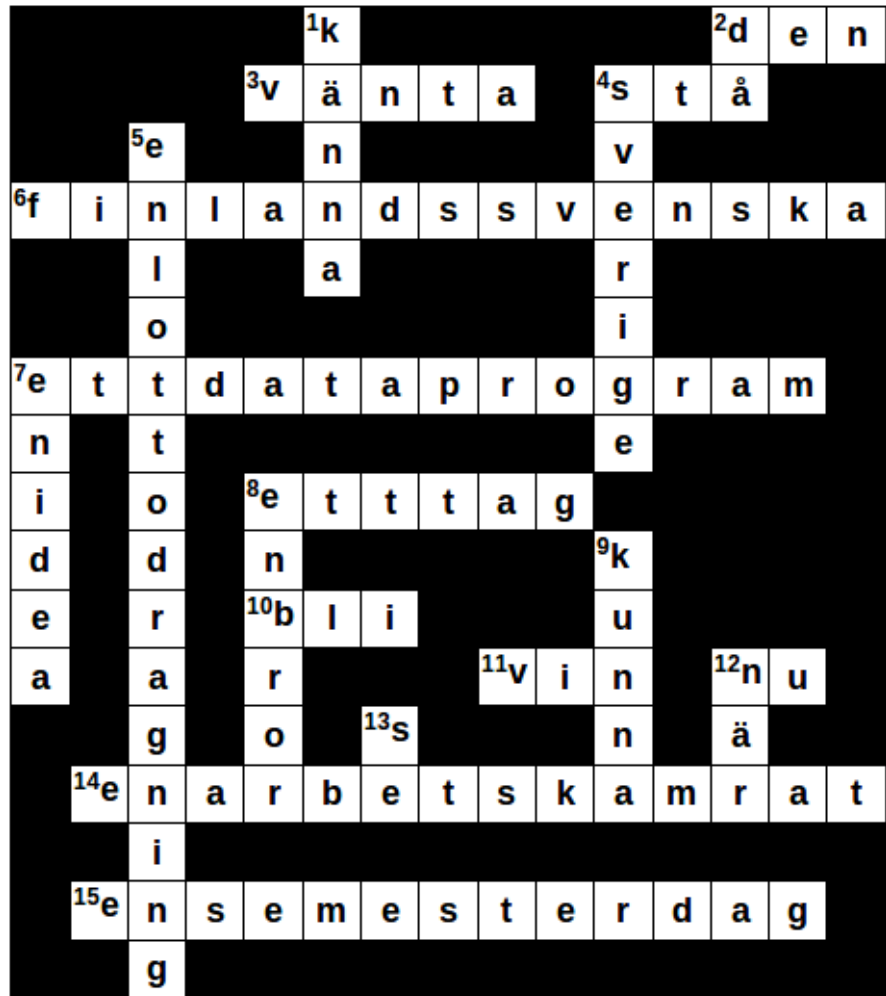 1k 2d e n
3v ä n t a 4s t å
5e n v
6f i n l a n d s s v e n s k a
l a r
o i
7e t t d a t a p r o g r a m
n t e
i o 8e t t t a g
d d n 9k
e r 10b l i u
a a r 11v i n 12n u
g o 13s n ä
14e n a r b e t s k a m r a t
i
15e n s e m e s t e r d a g
g